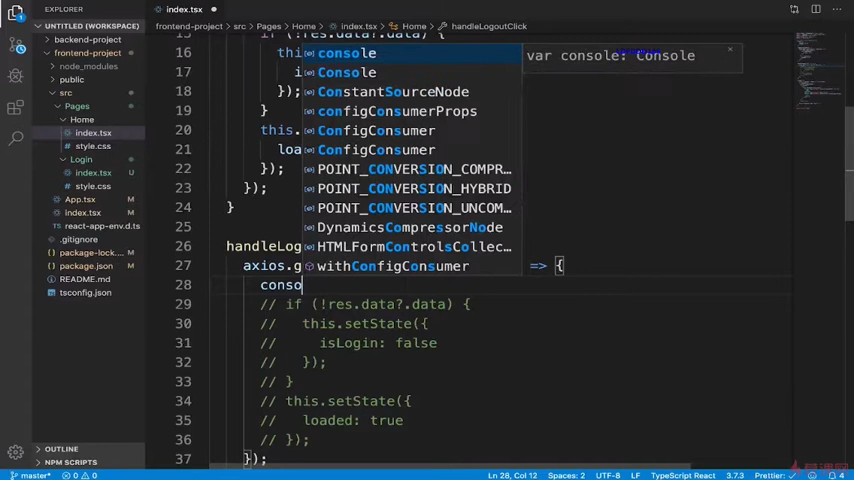 EXPLORER
index.tsx
UNTITLED (WORKSPACE)
frontend-project > src > Pages > Home > index.tsx > Home > handleLogoutClick
backend-project
frontend-project
node_modules
public
src
Pages
Home
index.tsx
style.css
Login
index.tsx
style.css
App.tsx
index.tsx
react-app-env.d.ts
.gitignore
package-lock...
package.json
README.md
tsconfig.json
OUTLINE
NPM SCRIPTS
15 if (!res.data?.data) {
16 thi
17 i
18 });
19 }
20 this.
21 loa
22 });
23 });
24 }
25
26 handleLog
27 axios.g => {
28 conso
29 // if (!res.data?.data) {
30 // this.setState({
31 // isLogin: false
32 // });
33 // }
34 // this.setState({
35 // loaded: true
36 // });
37 });
console
Console
ConstantSourceNode
configConsumerProps
ConfigConsumer
ConfigConsumer
POINT_CONVERSION_COMPR...
POINT_CONVERSION_HYBRID
POINT_CONVERSION_UNCOM...
DynamicsCompressorNode
HTMLFormControlsCollec...
withConfigConsumer
var console: Console
master* 0 0
Ln 28, Col 12 Spaces: 2 UTF-8 LF TypeScript React 3.7.3 Prettier: ✓ 4